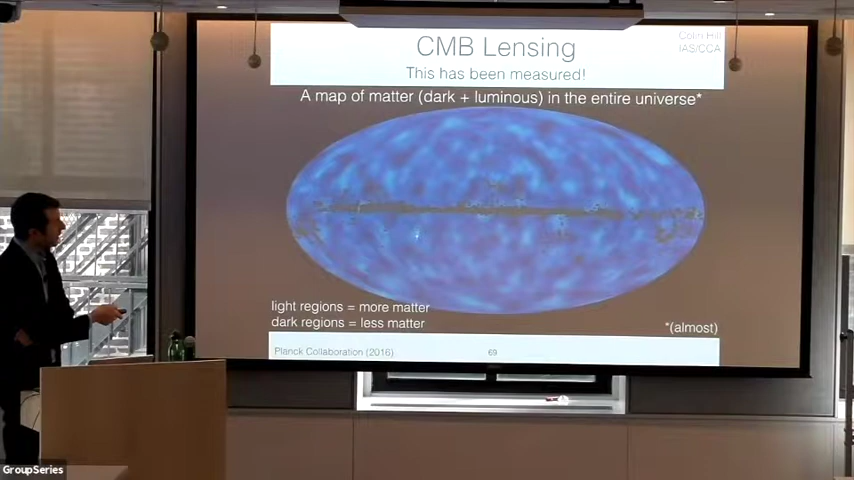 CMB Lensing
Colin Hill
IAS/CCA
This has been measured!
A map of matter (dark + luminous) in the entire universe*
light regions = more matter
dark regions = less matter
*(almost)
Planck Collaboration (2016)
69
GroupSeries